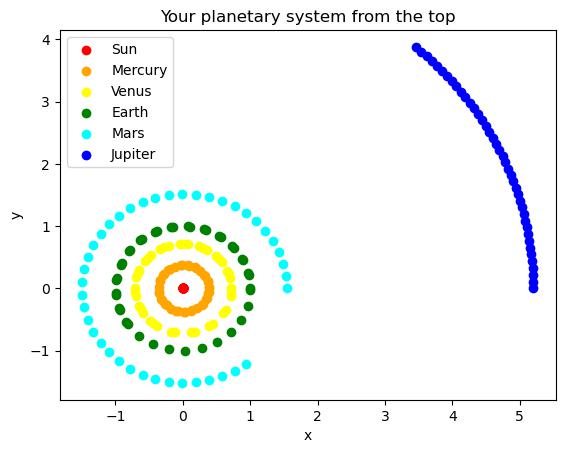 Your planetary system from the top
Sun
Mercury
Venus
Earth
Mars
Jupiter
4
3
2
1
0
−1
y
−1
0
1
2
3
4
5
x